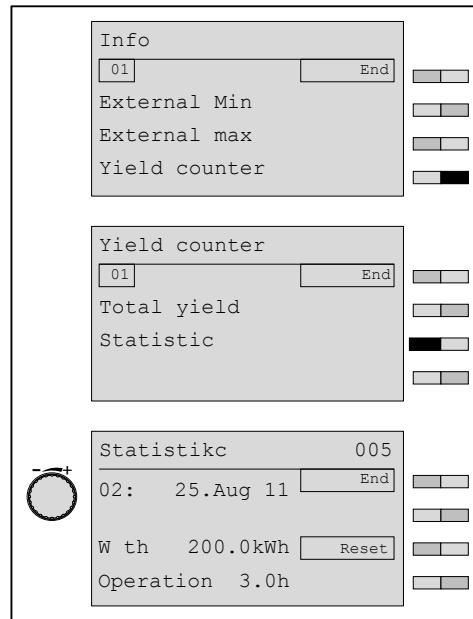 Info
01 End
External Min
External max
Yield counter
Yield counter
01 End
Total yield
Statistic
Statistikc 005
- +
02: 25.Aug 11 End
W th 200.0kWh Reset
Operation 3.0h